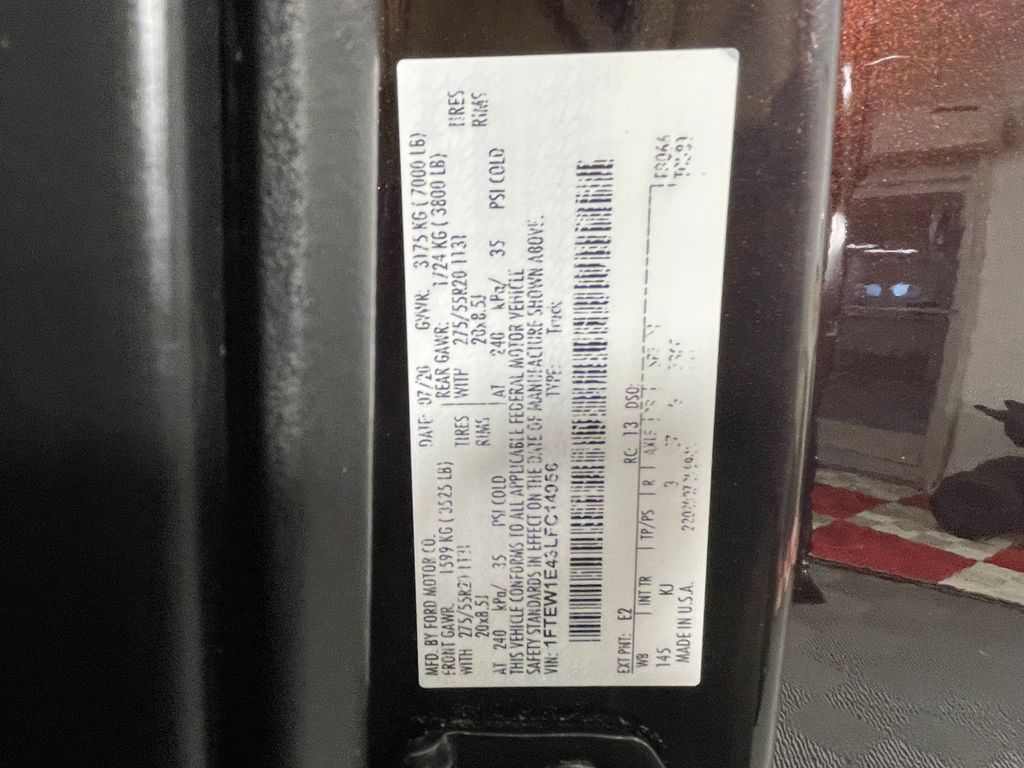 MFD. BY FORD MOTOR CO. DATE: 07/20 GVWR: 3175 KG ( 7000 LB)
FRONT GAWR: 1599 KG ( 3525 LB) REAR GAWR: 1724 KG ( 3800 LB)
WITH 275/55R20 113T TIRES WITH 275/55R20 113T TIRES
20x8.5J RIMS 20x8.5J RIMS
AT 240 kPa/ 35 PSI COLD AT 240 kPa/ 35 PSI COLD
THIS VEHICLE CONFORMS TO ALL APPLICABLE FEDERAL MOTOR VEHICLE
SAFETY STANDARDS IN EFFECT ON THE DATE OF MANUFACTURE SHOWN ABOVE.
VIN: 1FTEW1E43LFC14056 TYPE: Truck
EXT PNT: E2 RC: 13 DSO:
WB INT TR TP/PS R AXLE
145 KJ 3
MADE IN U.S.A.